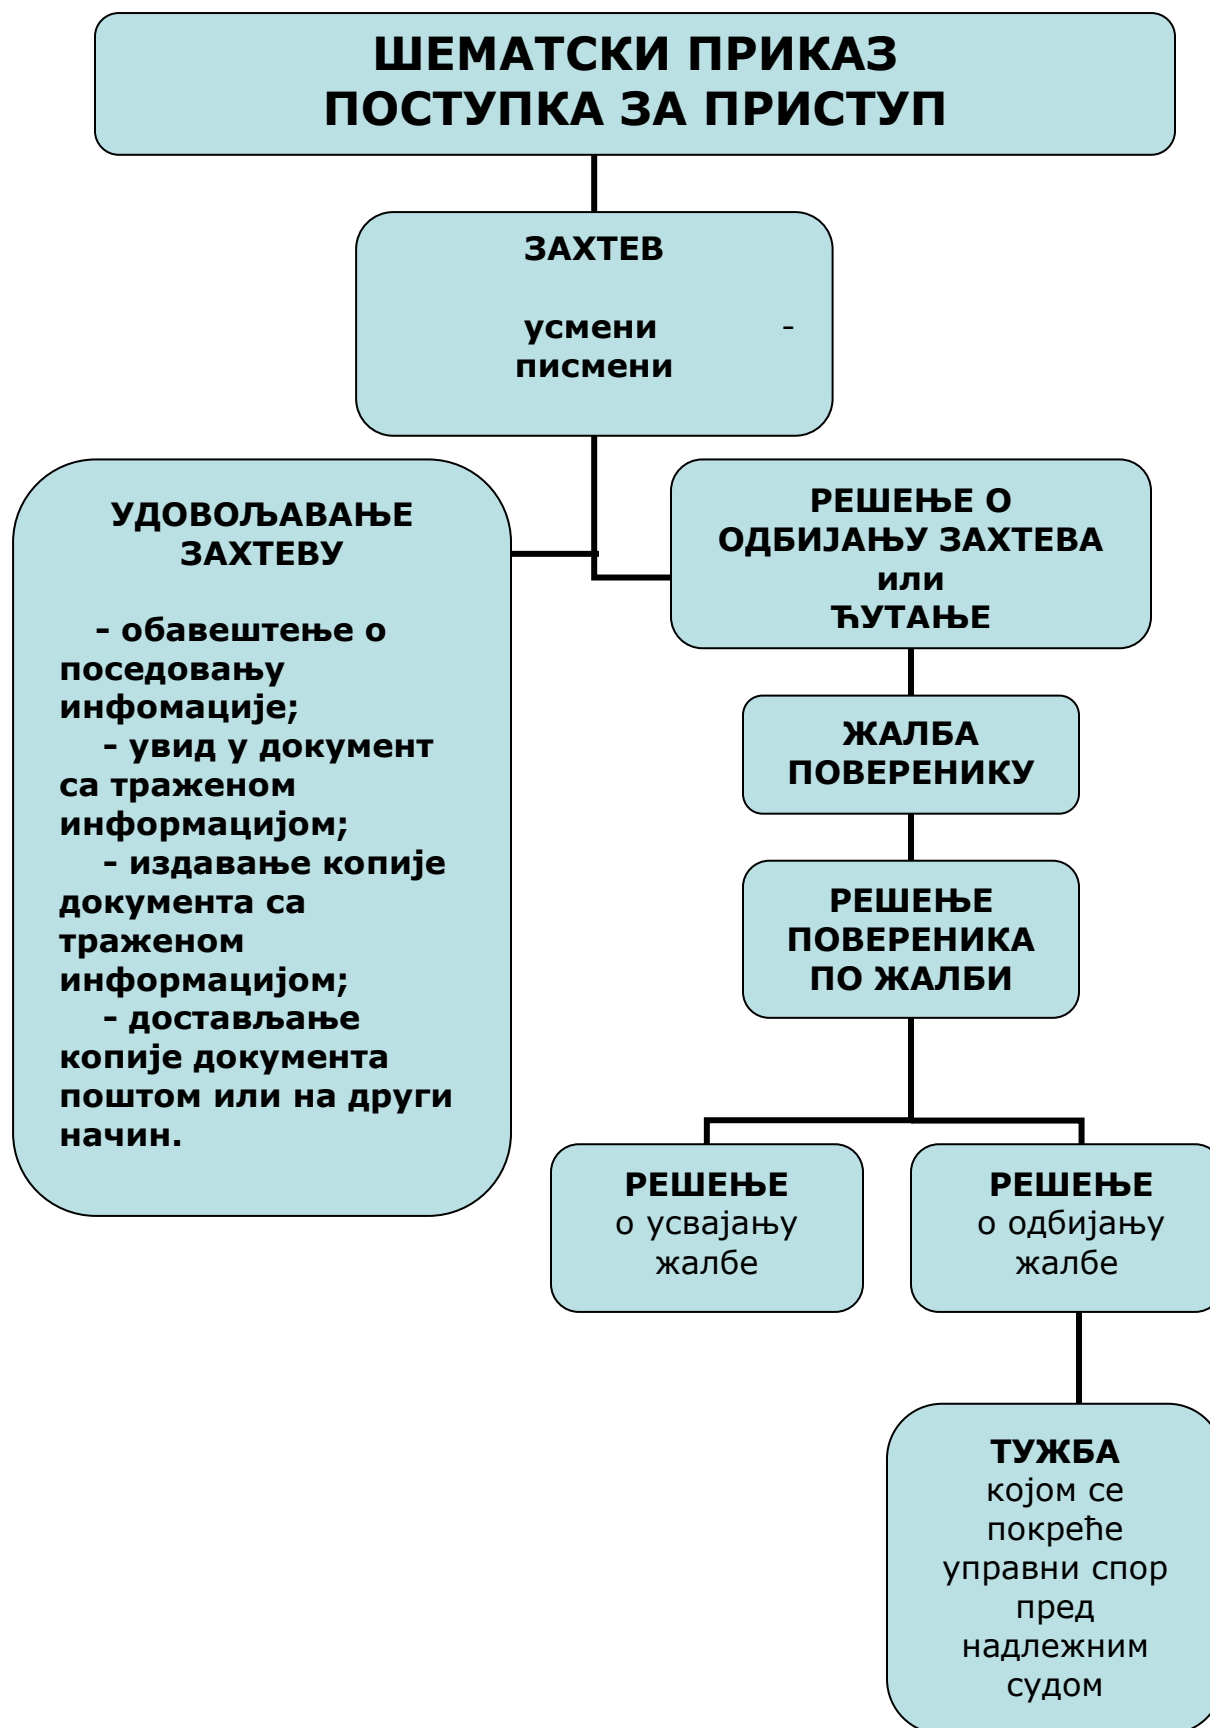 ШЕМАТСКИ ПРИКАЗ
ПОСТУПКА ЗА ПРИСТУП
ЗАХТЕВ
усмени -
писмени
УДОВОЉАВАЊЕ
ЗАХТЕВУ
- обавештење о
поседовању
инфомације;
- увид у документ
са траженом
информацијом;
- издавање копије
документа са
траженом
информацијом;
- достављање
копије документа
поштом или на други
начин.
РЕШЕЊЕ О
ОДБИЈАЊУ ЗАХТЕВА
или
ЋУТАЊЕ
ЖАЛБА
ПОВЕРЕНИКУ
РЕШЕЊЕ
ПОВЕРЕНИКА
ПО ЖАЛБИ
РЕШЕЊЕ
о усвајању
жалбе
РЕШЕЊЕ
о одбијању
жалбе
ТУЖБА
којом се
покреће
управни спор
пред
надлежним
судом